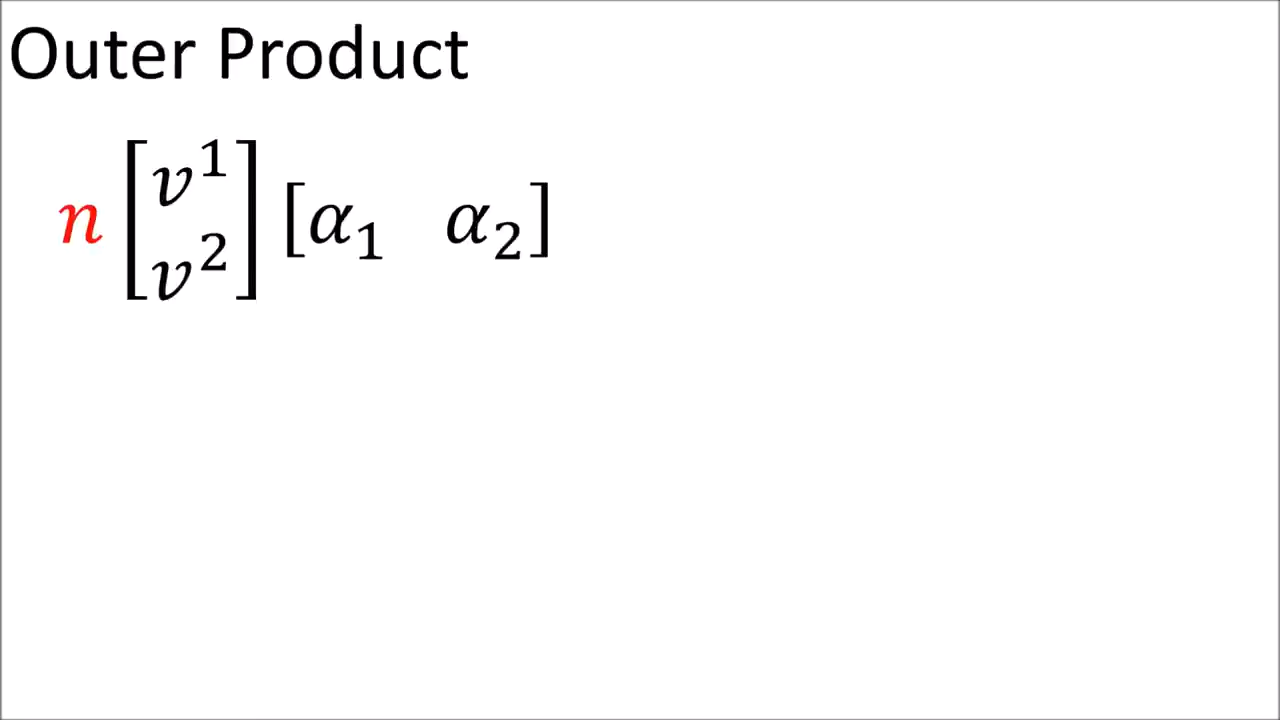 Outer Product
n [v¹ v²] [α₁ α₂]